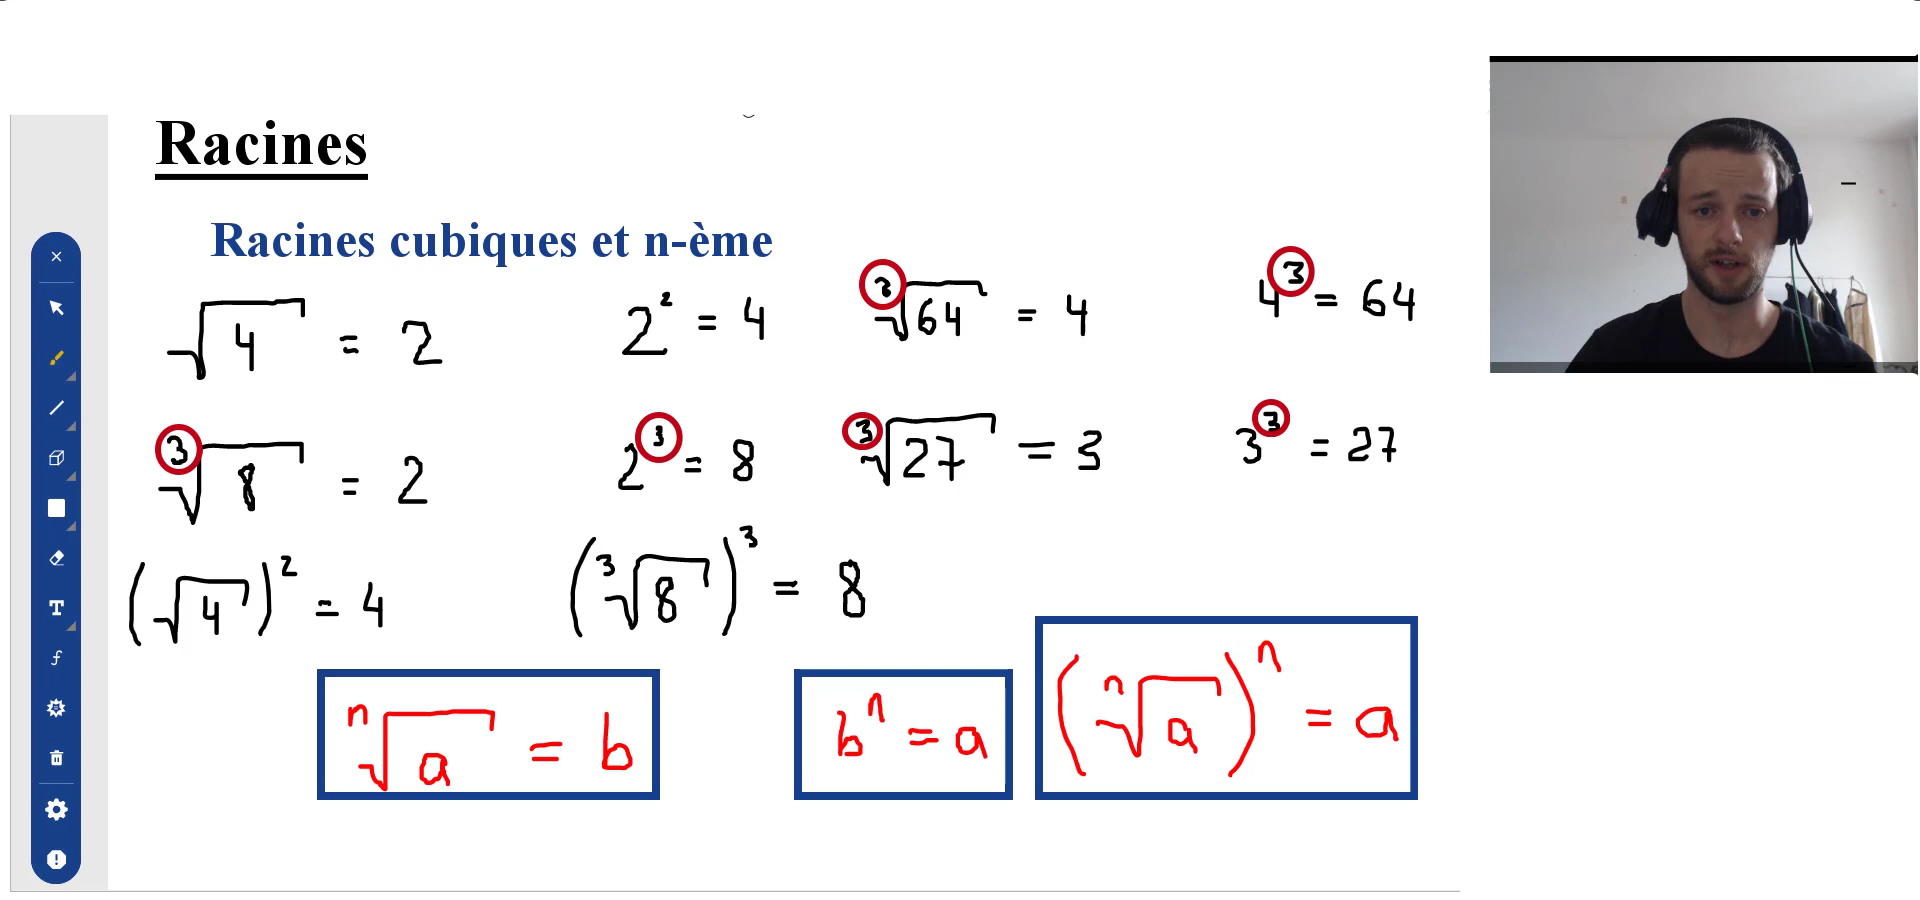 Racines
Racines cubiques et n-ème
√4 = 2
2² = 4
³√64 = 4
4³ = 64
³√8 = 2
2³ = 8
³√27 = 3
3³ = 27
(√4)² = 4
(³√8)³ = 8
ⁿ√a = b
bⁿ = a
(ⁿ√a)ⁿ = a